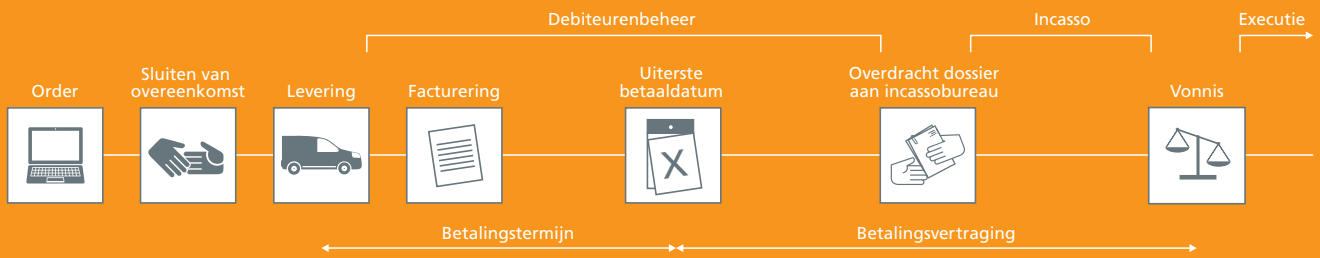 Debiteurenbeheer
Incasso
Executie
Order
Sluiten van
overeenkomst
Levering
Facturering
Uiterste
betaaldatum
Overdracht dossier
aan incassobureau
Vonnis
X
Betalingstermijn
Betalingsvertraging